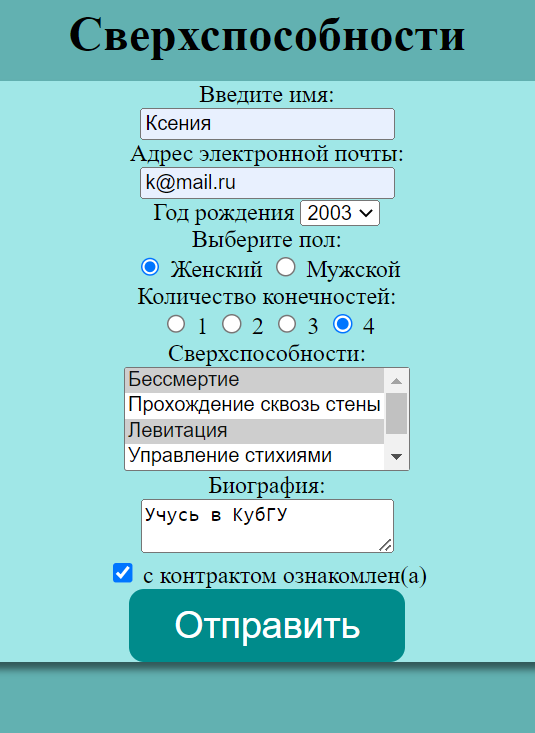 Сверхспособности
Введите имя:
Ксения
Адрес электронной почты:
k@mail.ru
Год рождения 2003
Выберите пол:
Женский Мужской
Количество конечностей:
1 2 3 4
Сверхспособности:
Бессмертие
Прохождение сквозь стены
Левитация
Управление стихиями
Биография:
Учусь в КубГУ
с контрактом ознакомлен(а)
Отправить